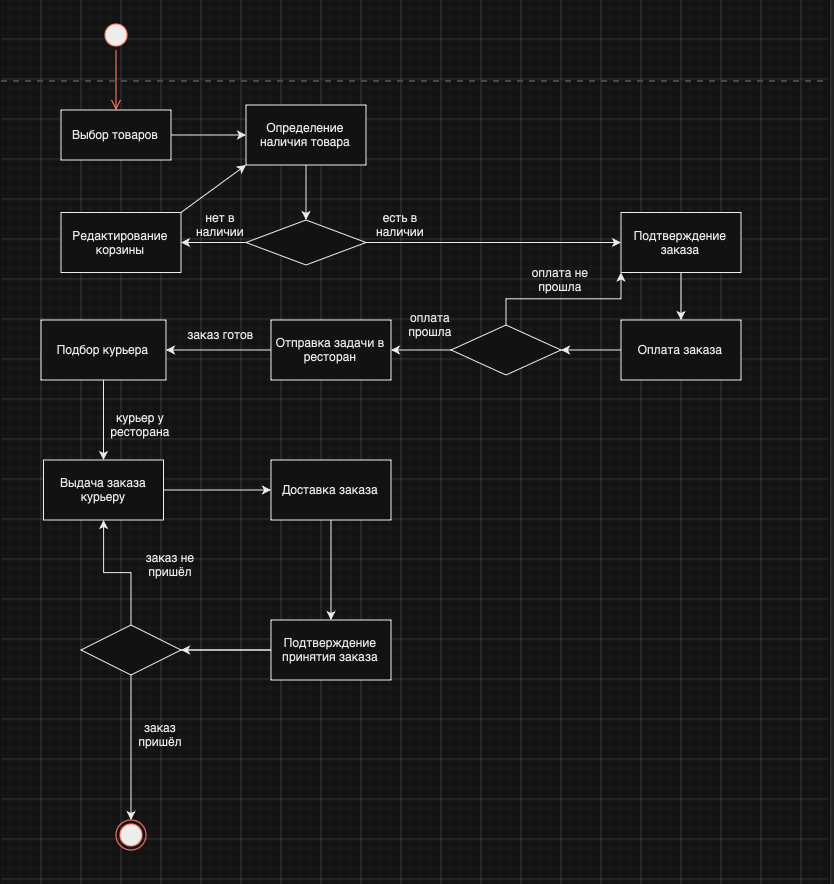 Выбор товаров
Определение
наличия товара
нет в
наличии
есть в
наличии
Редактирование
корзины
Подтверждение
заказа
оплата не
прошла
оплата
прошла
заказ готов
Подбор курьера
Отправка задачи в
ресторан
Оплата заказа
курьер у
ресторана
Выдача заказа
курьеру
Доставка заказа
заказ не
пришёл
Подтверждение
принятия заказа
заказ
пришёл